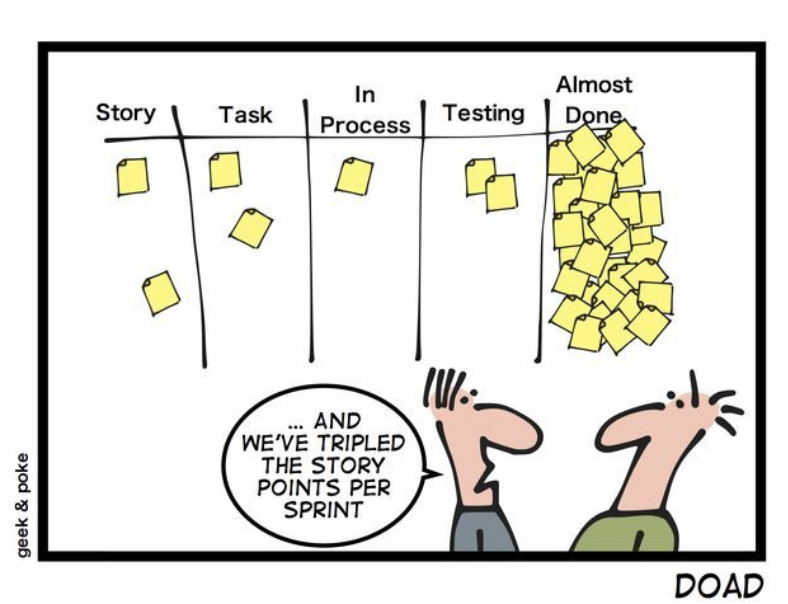 Story
Task
In
Process
Testing
Almost
Done
... AND
WE'VE TRIPLED
THE STORY
POINTS PER
SPRINT
geek & poke
DOAD